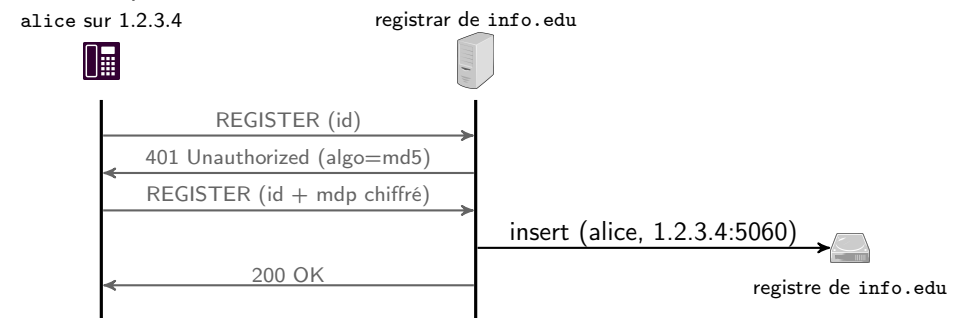 alice sur 1.2.3.4
registrar de info.edu
REGISTER (id)
401 Unauthorized (algo=md5)
REGISTER (id + mdp chiffré)
insert (alice, 1.2.3.4:5060)
200 OK
registre de info.edu